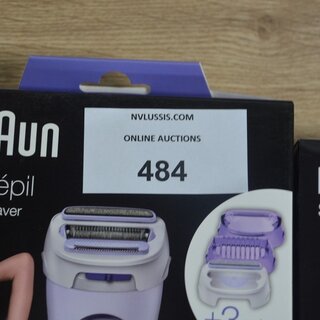 NVLUSSIS.COM
ONLINE AUCTIONS
484
aun
épil
aver
+3